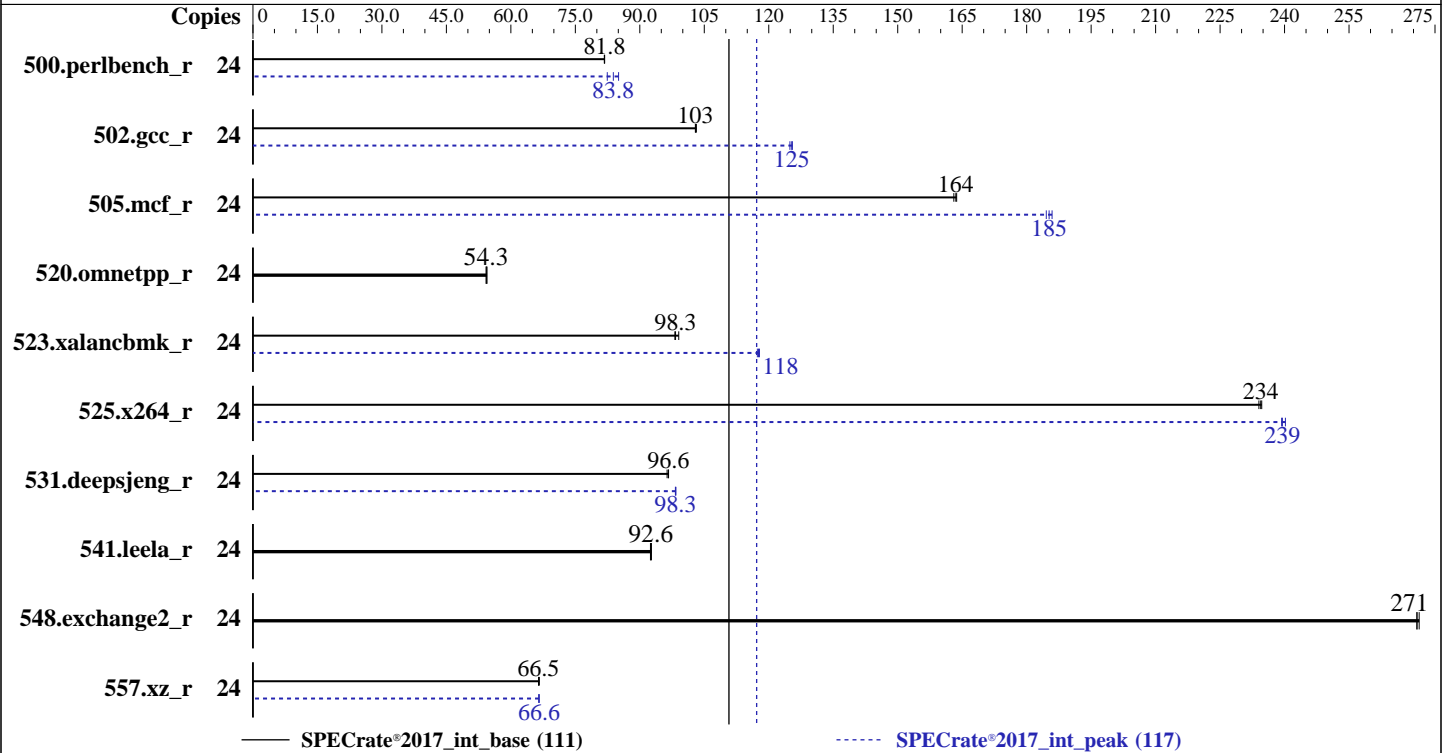 Copies 0 15.0 30.0 45.0 60.0 75.0 90.0 105 120 135 150 165 180 195 210 225 240 255 275
500.perlbench_r 24 81.8
83.8
502.gcc_r 24 103
125
505.mcf_r 24 164
185
520.omnetpp_r 24 54.3
523.xalancbmk_r 24 98.3
118
525.x264_r 24 234
239
531.deepsjeng_r 24 96.6
98.3
541.leela_r 24 92.6
548.exchange2_r 24 271
557.xz_r 24 66.5
66.6
SPECrate®2017_int_base (111) SPECrate®2017_int_peak (117)